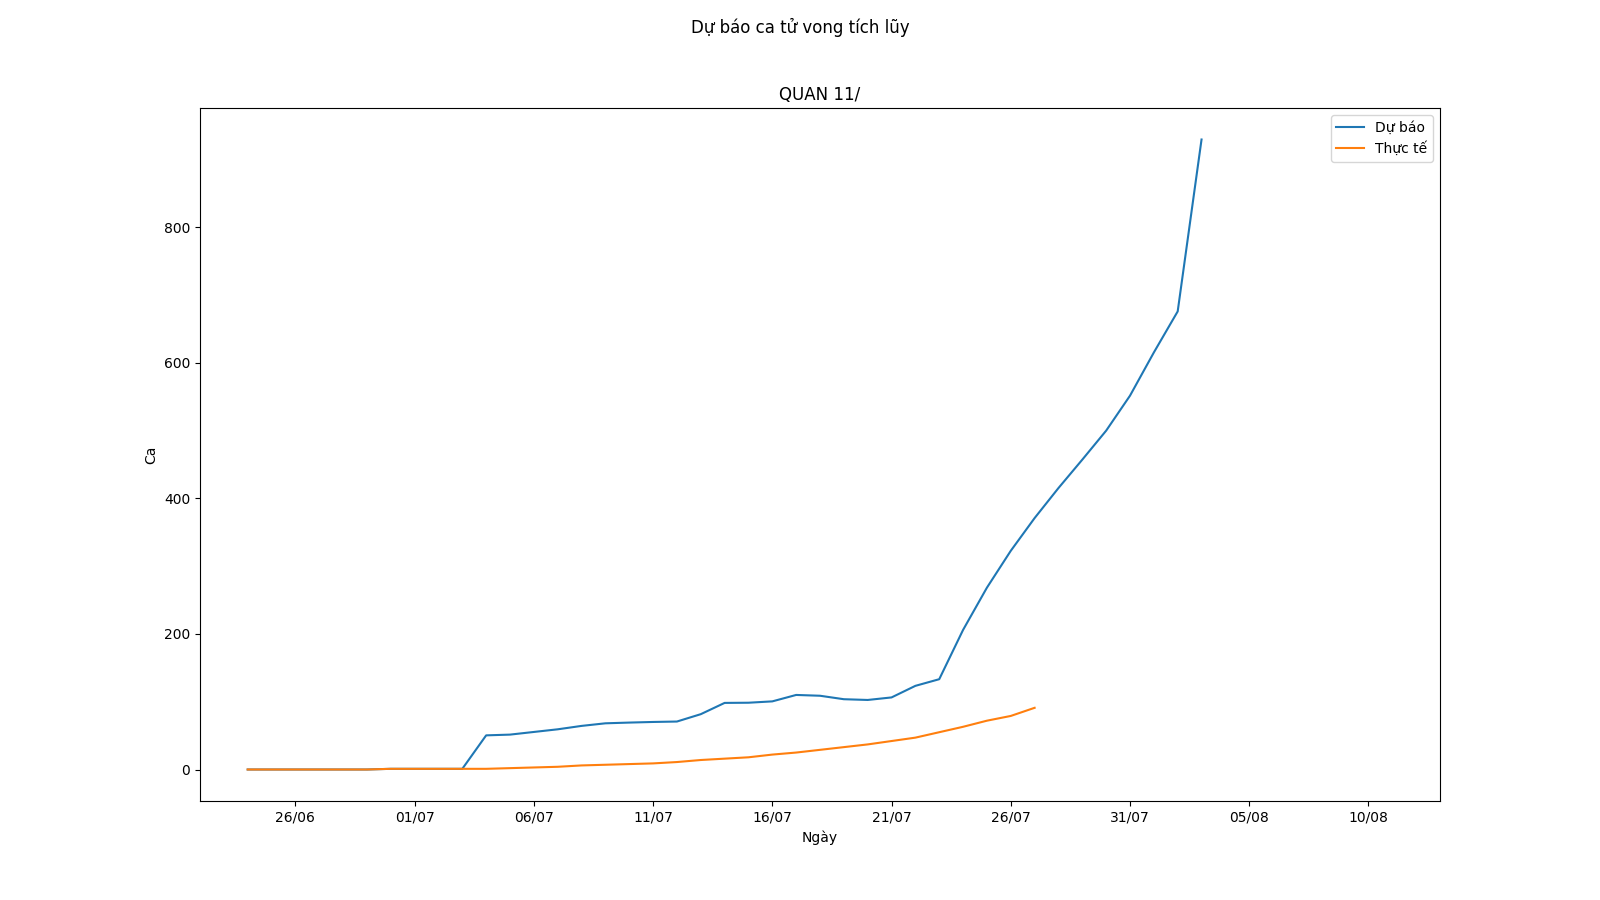 Dự báo ca tử vong tích lũy
QUAN 11/
Dự báo
Thực tế
Ca
800
600
400
200
0
26/06
01/07
06/07
11/07
16/07
21/07
26/07
31/07
05/08
10/08
Ngày